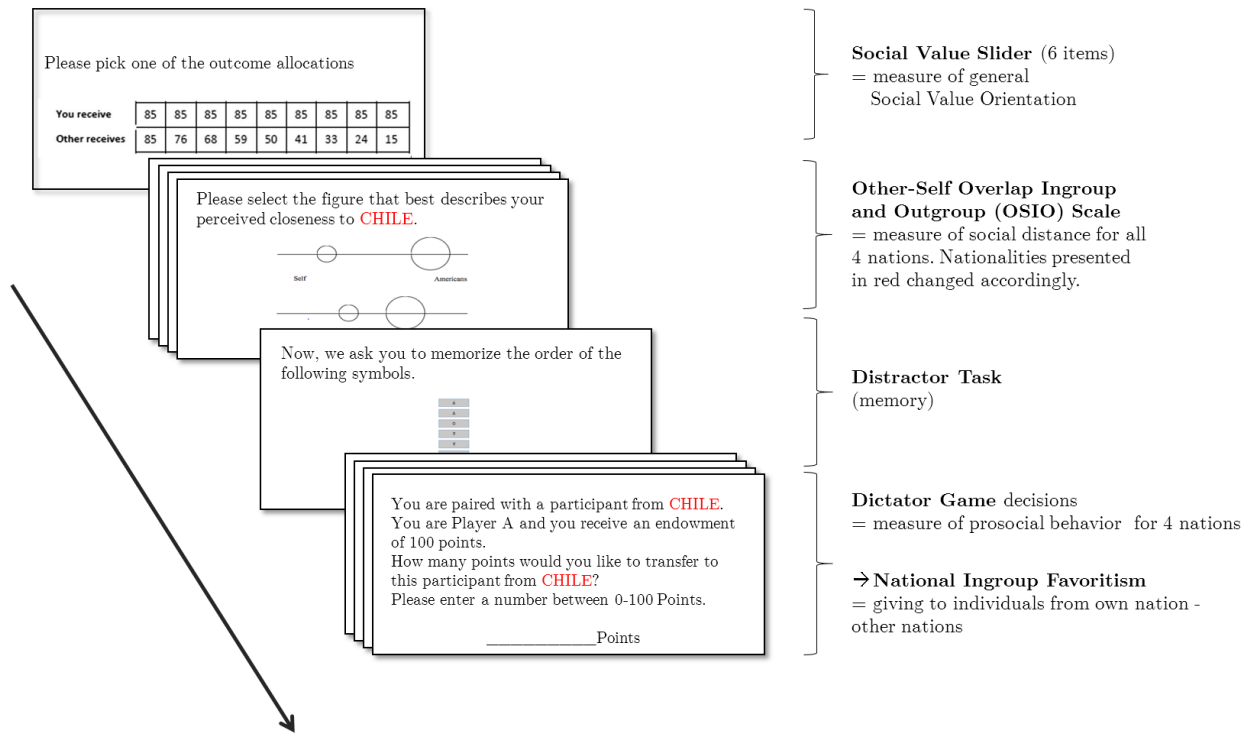 Please pick one of the outcome allocations
You receive 85 85 85 85 85 85 85 85
Other receives 85 76 68 59 50 41 33 24 15
Social Value Slider (6 items)
= measure of general
Social Value Orientation
Please select the figure that best describes your
perceived closeness to CHILE.
Self Americans
Other-Self Overlap Ingroup
and Outgroup (OSIO) Scale
= measure of social distance for all
4 nations. Nationalities presented
in red changed accordingly.
Now, we ask you to memorize the order of the
following symbols.
Distractor Task
(memory)
You are paired with a participant from CHILE.
You are Player A and you receive an endowment
of 100 points.
How many points would you like to transfer to
this participant from CHILE?
Please enter a number between 0-100 Points.
______________Points
Dictator Game decisions
= measure of prosocial behavior for 4 nations
→National Ingroup Favoritism
= giving to individuals from own nation -
other nations